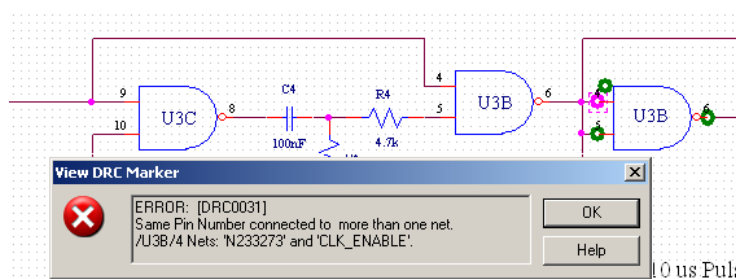 C4
R4
4
6
U3B
5
9
10
U3C
8
100nF
4.7k
U3B
5
6
View DRC Marker
ERROR: [DRC0031]
Same Pin Number connected to more than one net.
/U3B/4 Nets: 'N233273' and 'CLK_ENABLE'.
OK
Help
10 us Puls